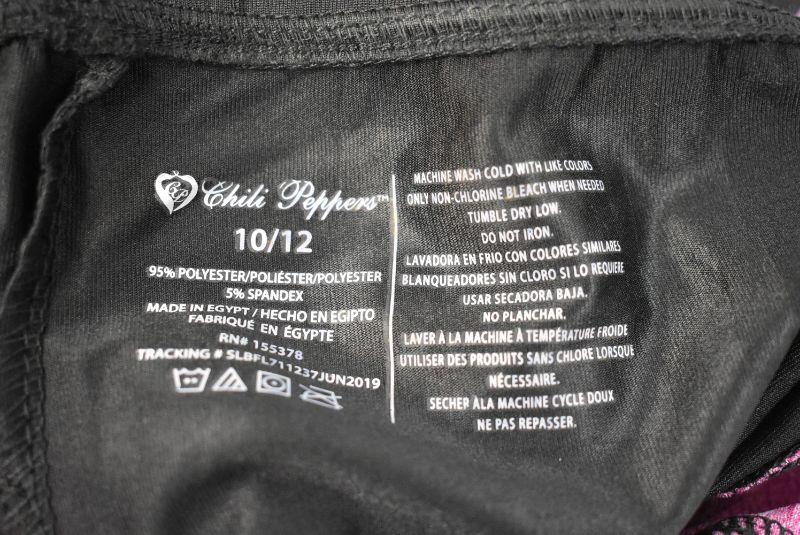 CP Chili Peppers™
10/12
95% POLYESTER/POLIÉSTER/POLYESTER
5% SPANDEX
MADE IN EGYPT / HECHO EN EGIPTO
FABRIQUÉ EN ÉGYPTE
RN# 155378
TRACKING # SLBFL711237JUN2019
MACHINE WASH COLD WITH LIKE COLORS
ONLY NON-CHLORINE BLEACH WHEN NEEDED
TUMBLE DRY LOW.
DO NOT IRON.
LAVADORA EN FRIO CON COLORES SIMILARES
BLANQUEADORES SIN CLORO SI LO REQUIERE
USAR SECADORA BAJA.
NO PLANCHAR.
LAVER À LA MACHINE À TEMPÉRATURE FROIDE
UTILISER DES PRODUITS SANS CHLORE LORSQUE
NÉCESSAIRE.
SECHER ÀLA MACHINE CYCLE DOUX
NE PAS REPASSER.